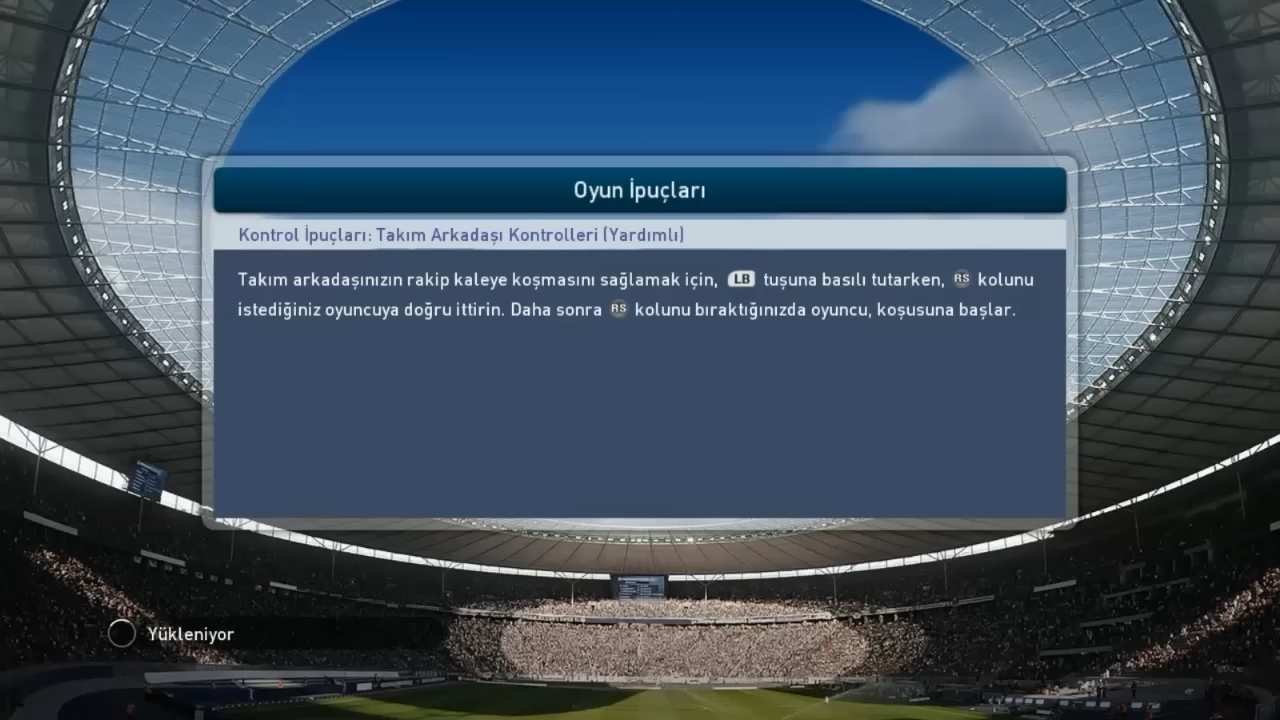 Oyun İpuçları
Kontrol İpuçları: Takım Arkadaşı Kontrolleri (Yardımlı)
Takım arkadaşınızın rakip kaleye koşmasını sağlamak için, LB tuşuna basılı tutarken, RS kolunu
istediğiniz oyuncuya doğru ittirin. Daha sonra RS kolunu bıraktığınızda oyuncu, koşusuna başlar.
Yükleniyor